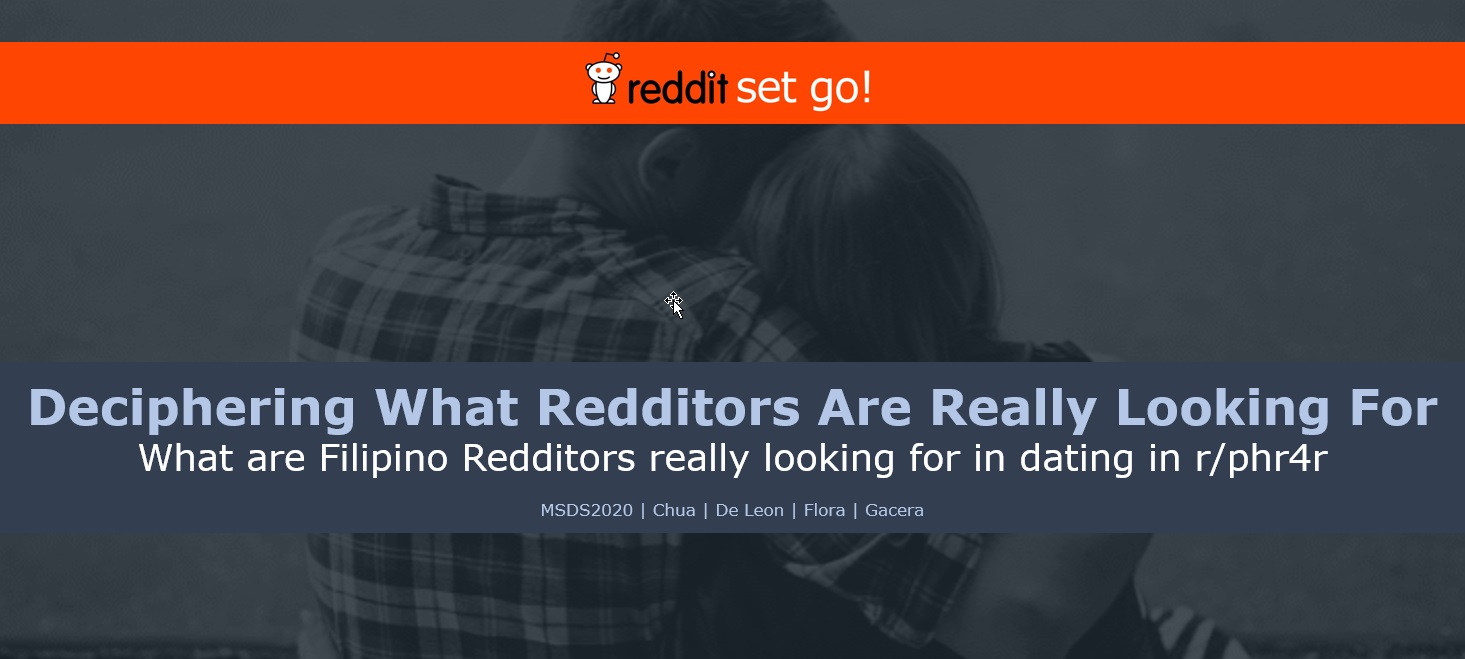 reddit set go!
Deciphering What Redditors Are Really Looking For
What are Filipino Redditors really looking for in dating in r/phr4r
MSDS2020 | Chua | De Leon | Flora | Gacera